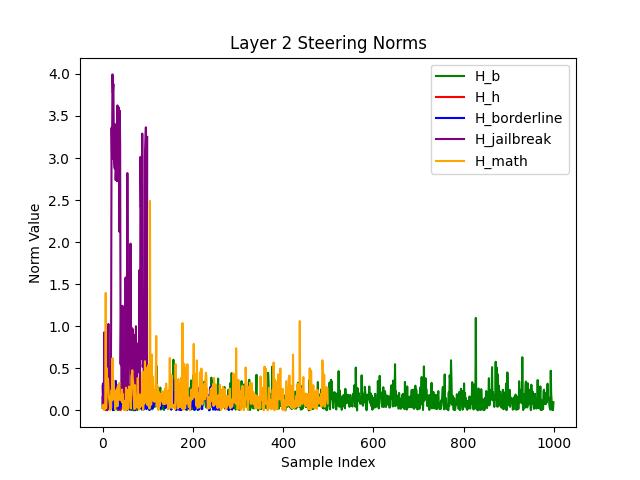 Layer 2 Steering Norms
Norm Value
4.0
3.5
3.0
2.5
2.0
1.5
1.0
0.5
0.0
H_b
H_h
H_borderline
H_jailbreak
H_math
0 200 400 600 800 1000
Sample Index